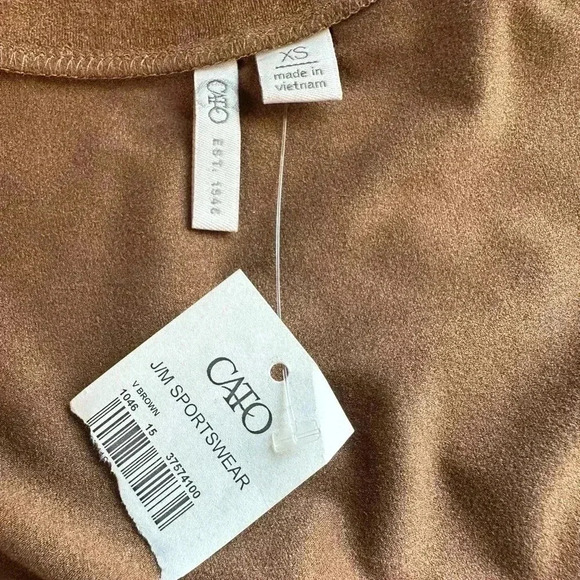 XS
made in
vietnam
CATO
EST. 1946
CATO
J/M SPORTSWEAR
V BROWN
1046 15 37574100